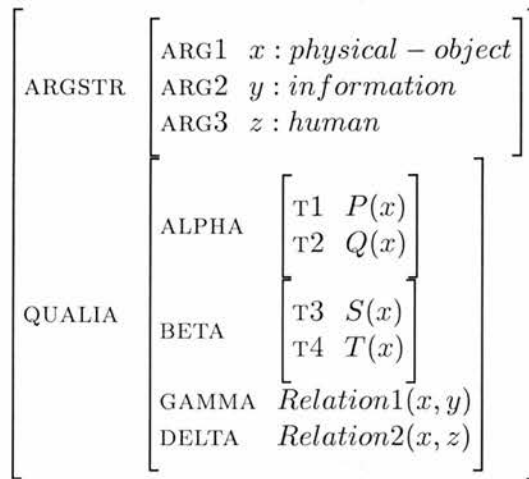 ARG1 x : physical − object
ARGSTR ARG2 y : information
ARG3 z : human
ALPHA T1 P(x)
T2 Q(x)
QUALIA BETA T3 S(x)
T4 T(x)
GAMMA Relation1(x, y)
DELTA Relation2(x, z)